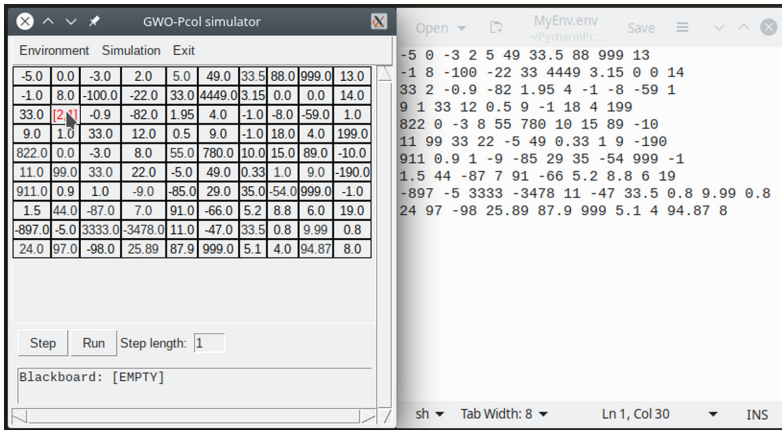 GWO-Pcol simulator
Environment Simulation Exit
-5.0 0.0 -3.0 2.0 5.0 49.0 33.5 88.0 999.0 13.0
-1.0 8.0 -100.0 -22.0 33.0 4449.0 3.15 0.0 0.0 14.0
33.0 -0.9 -82.0 1.95 4.0 -1.0 -8.0 -59.0 1.0
9.0 1.0 33.0 12.0 0.5 9.0 -1.0 18.0 4.0 199.0
822.0 0.0 -3.0 8.0 55.0 780.0 10.0 15.0 89.0 -10.0
11.0 99.0 33.0 22.0 -5.0 49.0 0.33 1.0 9.0 -190.0
911.0 0.9 1.0 -9.0 -85.0 29.0 35.0 -54.0 999.0 -1.0
1.5 44.0 -87.0 7.0 91.0 -66.0 5.2 8.8 6.0 19.0
-897.0 -5.0 3333.0 -3478.0 11.0 -47.0 33.5 0.8 9.99 0.8
24.0 97.0 -98.0 25.89 87.9 999.0 5.1 4.0 94.87 8.0
Step Run Step length: 1
Blackboard: [EMPTY]
Open MyEnv.env Save
~/PycharmPr...
-5 0 -3 2 5 49 33.5 88 999 13
-1 8 -100 -22 33 4449 3.15 0 0 14
33 2 -0.9 -82 1.95 4 -1 -8 -59 1
9 1 33 12 0.5 9 -1 18 4 199
822 0 -3 8 55 780 10 15 89 -10
11 99 33 22 -5 49 0.33 1 9 -190
911 0.9 1 -9 -85 29 35 -54 999 -1
1.5 44 -87 7 91 -66 5.2 8.8 6 19
-897 -5 3333 -3478 11 -47 33.5 0.8 9.99 0.8
24 97 -98 25.89 87.9 999 5.1 4 94.87 8
sh Tab Width: 8 Ln 1, Col 30 INS